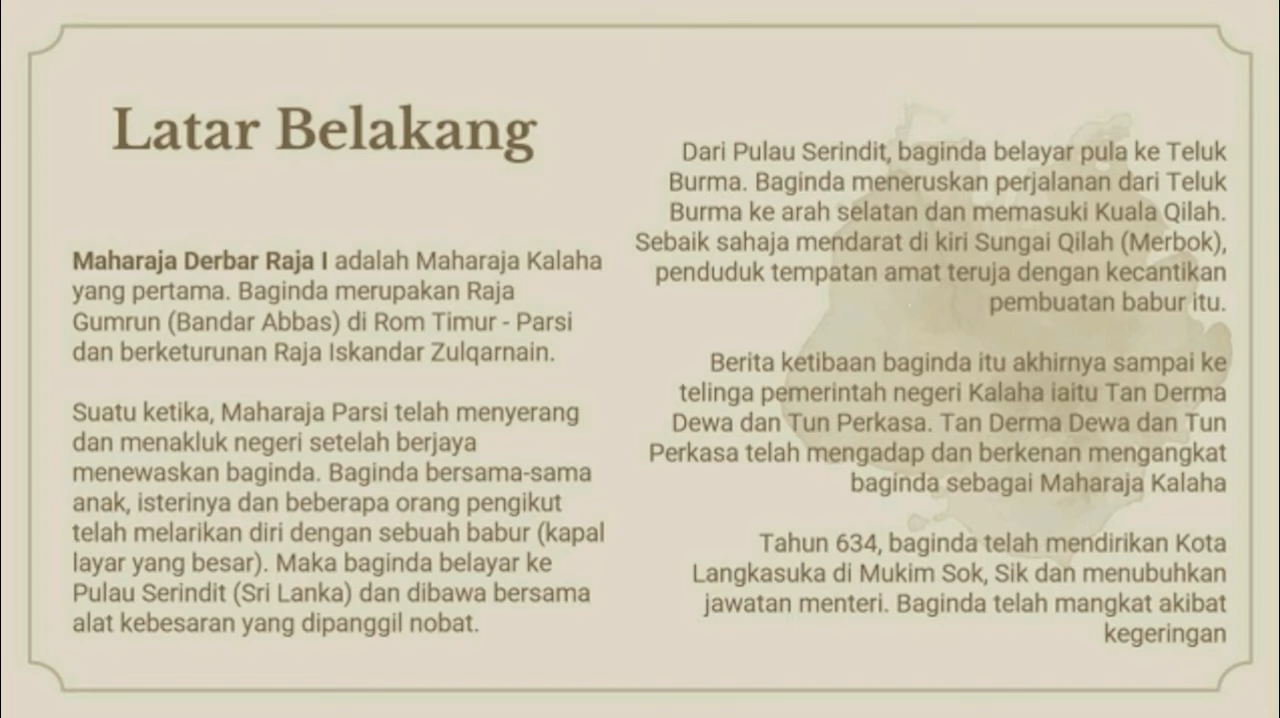 Latar Belakang
Maharaja Derbar Raja I adalah Maharaja Kalaha
yang pertama. Baginda merupakan Raja
Gumrun (Bandar Abbas) di Rom Timur - Parsi
dan berketurunan Raja Iskandar Zulqarnain.
Suatu ketika, Maharaja Parsi telah menyerang
dan menakluk negeri setelah berjaya
menewaskan baginda. Baginda bersama-sama
anak, isterinya dan beberapa orang pengikut
telah melarikan diri dengan sebuah babur (kapal
layar yang besar). Maka baginda belayar ke
Pulau Serindit (Sri Lanka) dan dibawa bersama
alat kebesaran yang dipanggil nobat.
Dari Pulau Serindit, baginda belayar pula ke Teluk
Burma. Baginda meneruskan perjalanan dari Teluk
Burma ke arah selatan dan memasuki Kuala Qilah.
Sebaik sahaja mendarat di kiri Sungai Qilah (Merbok),
penduduk tempatan amat teruja dengan kecantikan
pembuatan babur itu.
Berita ketibaan baginda itu akhirnya sampai ke
telinga pemerintah negeri Kalaha iaitu Tan Derma
Dewa dan Tun Perkasa. Tan Derma Dewa dan Tun
Perkasa telah mengadap dan berkenan mengangkat
baginda sebagai Maharaja Kalaha
Tahun 634, baginda telah mendirikan Kota
Langkasuka di Mukim Sok, Sik dan menubuhkan
jawatan menteri. Baginda telah mangkat akibat
kegeringan